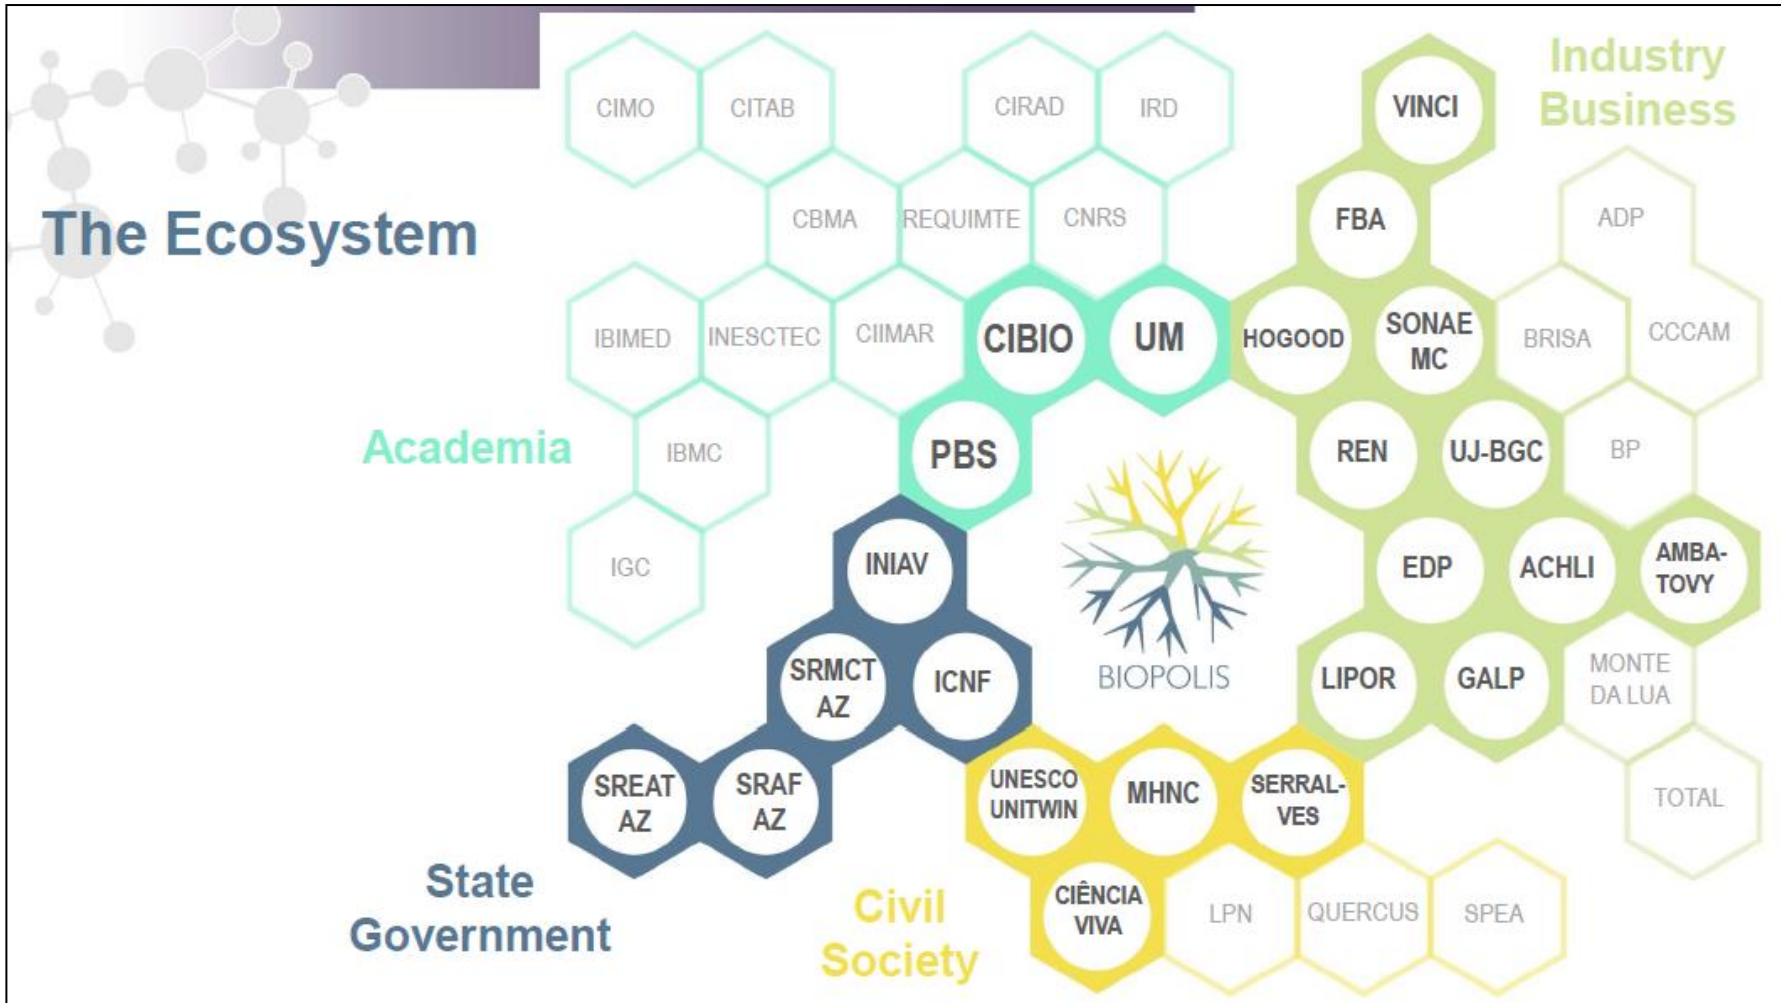 Industry
Business
CIMO
CITAB
CIRAD
IRD
VINCI
The Ecosystem
CBMA
REQUIMTE
CNRS
FBA
ADP
IBIMED
INESCTEC
CIIMAR
CIBIO
UM
HOGOOD
SONAE
MC
BRISA
CCCAM
Academia
IBMC
PBS
REN
UJ-BGC
BP
IGC
INIAV
EDP
ACHLI
AMBA-
TOVY
SRMCT
AZ
ICNF
BIOPOLIS
LIPOR
GALP
MONTE
DA LUA
SREAT
AZ
SRAF
AZ
UNESCO
UNITWIN
MHNC
SERRAL-
VES
TOTAL
State
Government
Civil
Society
CIÊNCIA
VIVA
LPN
QUERCUS
SPEA